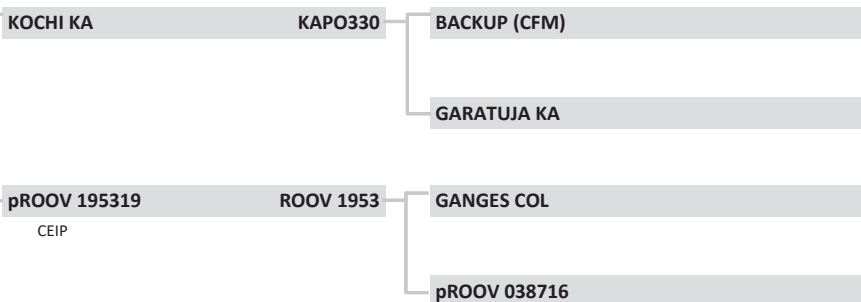 KOCHI KA KAPO330 BACKUP (CFM)
GARATUJA KA
pROOV 195319 ROOV 1953 GANGES COL
CEIP
pROOV 038716